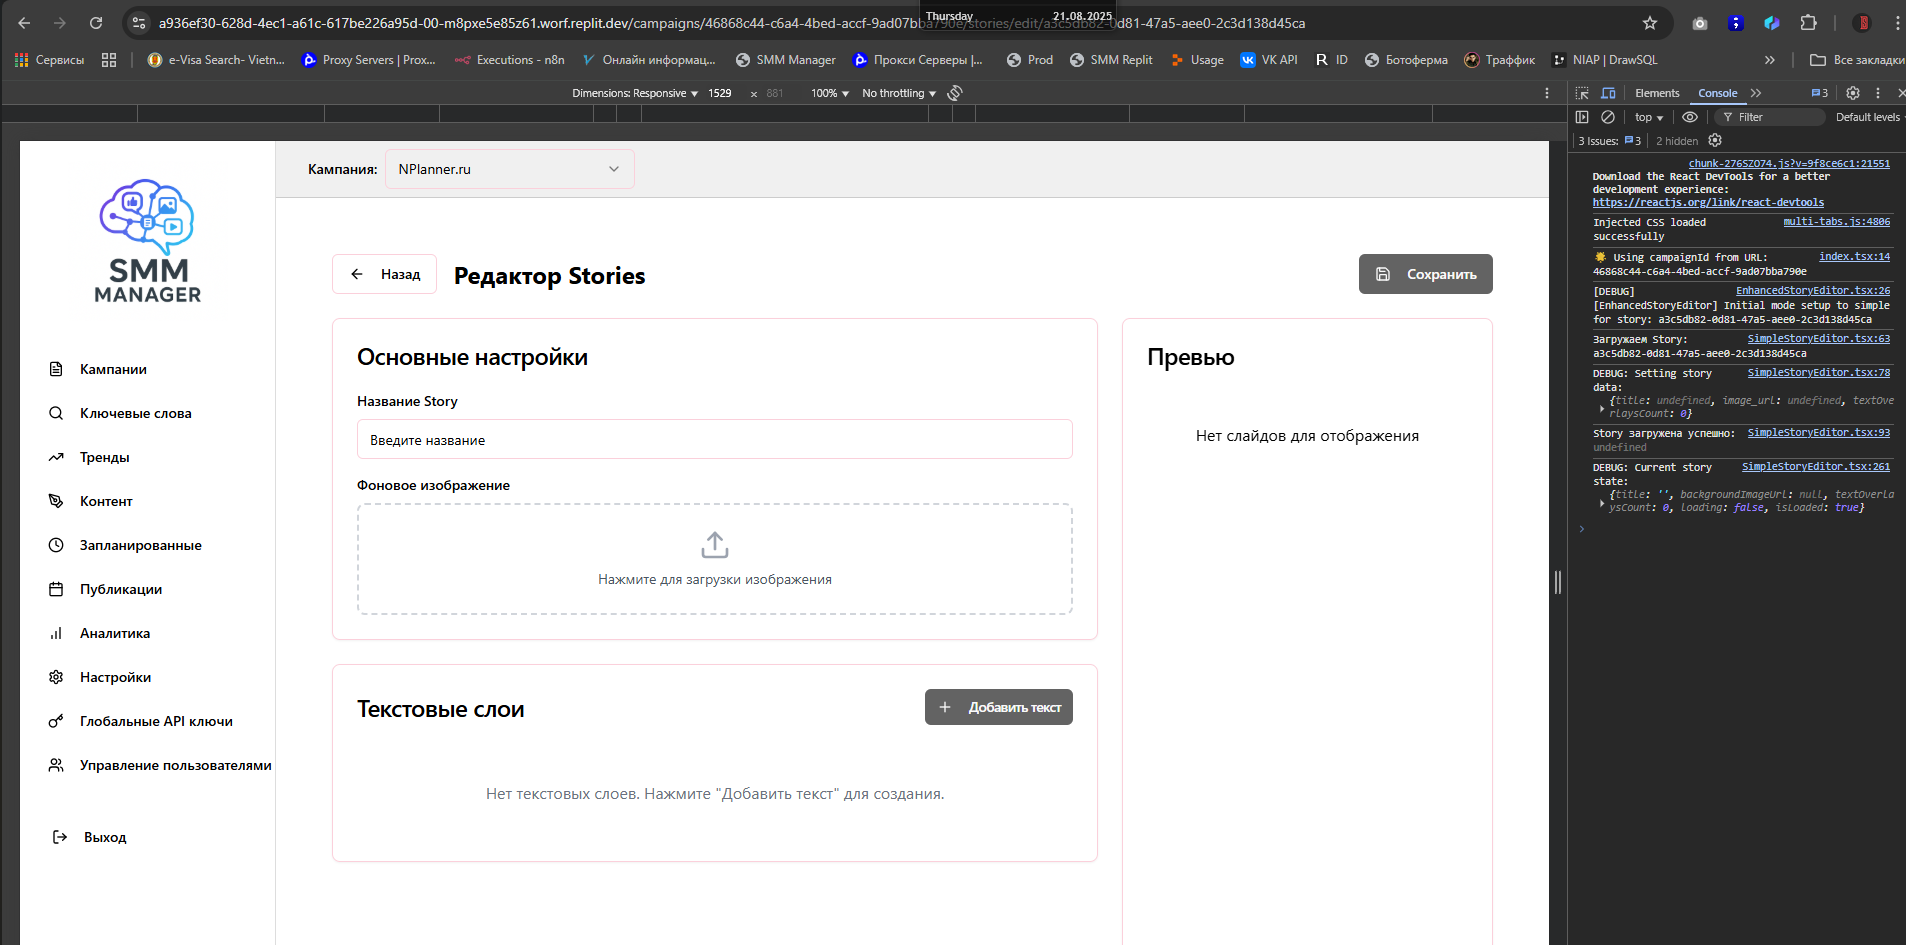 a936ef30-628d-4ec1-a61c-617be226a95d-00-m8pxe5e85z61.worf.replit.dev/campaigns/46868c44-c6a4-4bed-accf-9ad07bba790e/stories/edit/a3c5db82-0d81-47a5-aee0-2c3d138d45ca
Thursday 21.08.2025
Сервисы e-Visa Search- Vietn... Proxy Servers | Prox... Executions - n8n Онлайн информац... SMM Manager Прокси Серверы |... Prod SMM Replit Usage VK API ID Ботоферма Траффик NIAP | DrawSQL » Все закладки
Dimensions: Responsive 1529 x 881 100% No throttling
Elements Console » 3
top Filter Default levels
3 Issues: 3 2 hidden
SMM
MANAGER
Кампании
Ключевые слова
Тренды
Контент
Запланированные
Публикации
Аналитика
Настройки
Глобальные API ключи
Управление пользователями
Выход
Кампания: NPlanner.ru
Назад Редактор Stories Сохранить
Основные настройки
Название Story
Введите название
Фоновое изображение
Нажмите для загрузки изображения
Текстовые слои Добавить текст
Нет текстовых слоев. Нажмите "Добавить текст" для создания.
Превью
Нет слайдов для отображения
chunk-276SZO74.js?v=9f8ce6c1:21551
Download the React DevTools for a better
development experience:
https://reactjs.org/link/react-devtools
Injected CSS loaded multi-tabs.js:4806
successfully
Using campaignId from URL: index.tsx:14
46868c44-c6a4-4bed-accf-9ad07bba790e
[DEBUG] EnhancedStoryEditor.tsx:26
[EnhancedStoryEditor] Initial mode setup to simple
for story: a3c5db82-0d81-47a5-aee0-2c3d138d45ca
Загружаем Story: SimpleStoryEditor.tsx:63
a3c5db82-0d81-47a5-aee0-2c3d138d45ca
DEBUG: Setting story SimpleStoryEditor.tsx:78
data:
{title: undefined, image_url: undefined, textOve
rlaysCount: 0}
Story загружена успешно: SimpleStoryEditor.tsx:93
undefined
DEBUG: Current story SimpleStoryEditor.tsx:261
state:
{title: '', backgroundImageUrl: null, textOverla
ysCount: 0, loading: false, isLoaded: true}